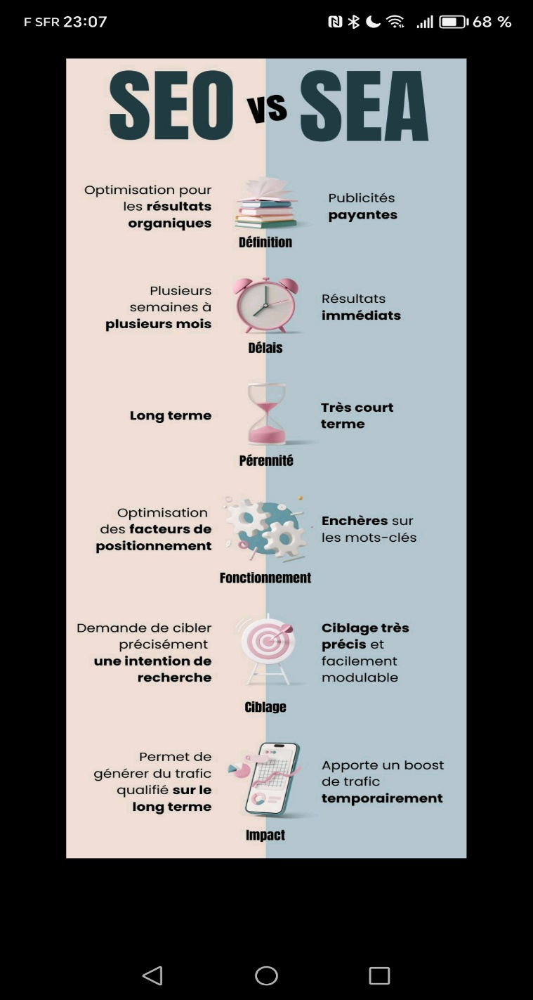 F SFR 23:07
68 %
SEO vs SEA
Optimisation pour
les résultats
organiques
Publicités
payantes
Définition
Plusieurs
semaines à
plusieurs mois
Résultats
immédiats
Délais
Long terme
Très court
terme
Pérennité
Optimisation
des facteurs de
positionnement
Enchères sur
les mots-clés
Fonctionnement
Demande de cibler
précisément
une intention de
recherche
Ciblage très
précis et
facilement
modulable
Ciblage
Permet de
générer du trafic
qualifié sur le
long terme
Apporte un boost
de trafic
temporairement
Impact